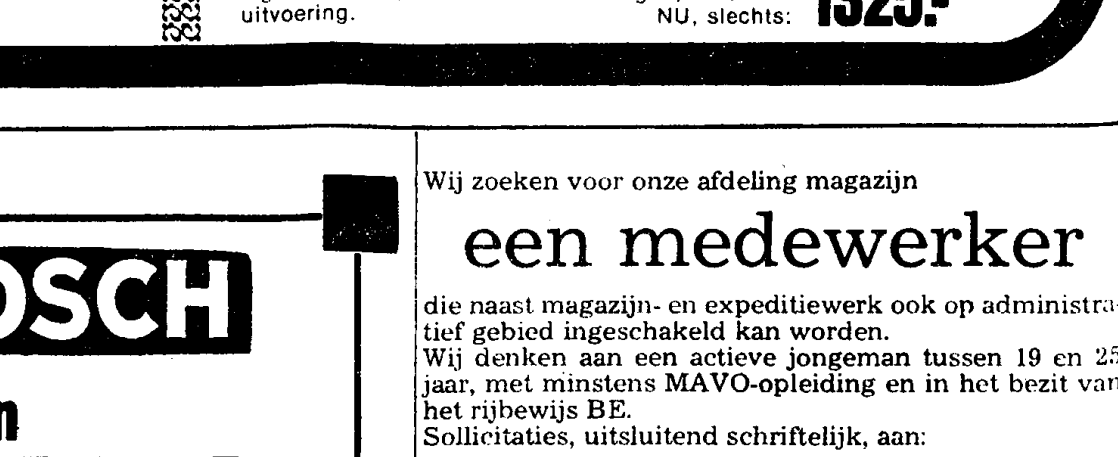 uitvoering.
NU, slechts: 1325.-
OSCH
Wij zoeken voor onze afdeling magazijn
een medewerker
die naast magazijn- en expeditiewerk ook op administra-
tief gebied ingeschakeld kan worden.
Wij denken aan een actieve jongeman tussen 19 en 25
jaar, met minstens MAVO-opleiding en in het bezit van
het rijbewijs BE.
Sollicitaties, uitsluitend schriftelijk, aan: